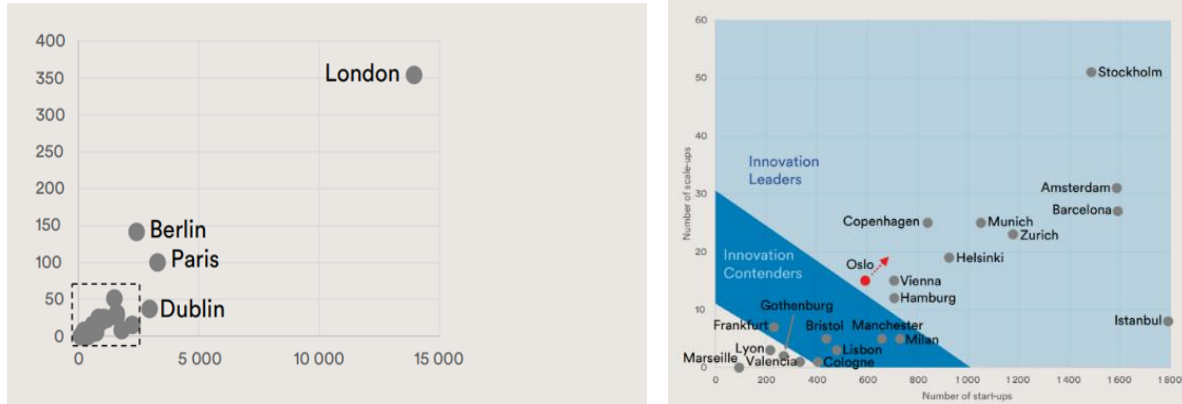 400
350
300
250
200
150
100
50
0
London
Berlin
Paris
Dublin
0
5 000
10 000
15 000
60
50
40
30
20
10
0
Number of scale-ups
Stockholm
Innovation
Leaders
Amsterdam
Barcelona
Copenhagen
Munich
Zurich
Innovation
Contenders
Oslo
Helsinki
Vienna
Hamburg
Gothenburg
Istanbul
Frankfurt
Bristol
Manchester
Milan
Lyon
Lisbon
Marseille
Valencia
Cologne
0
200
400
600
800
1 000
1 200
1 400
1 600
1 800
Number of start-ups